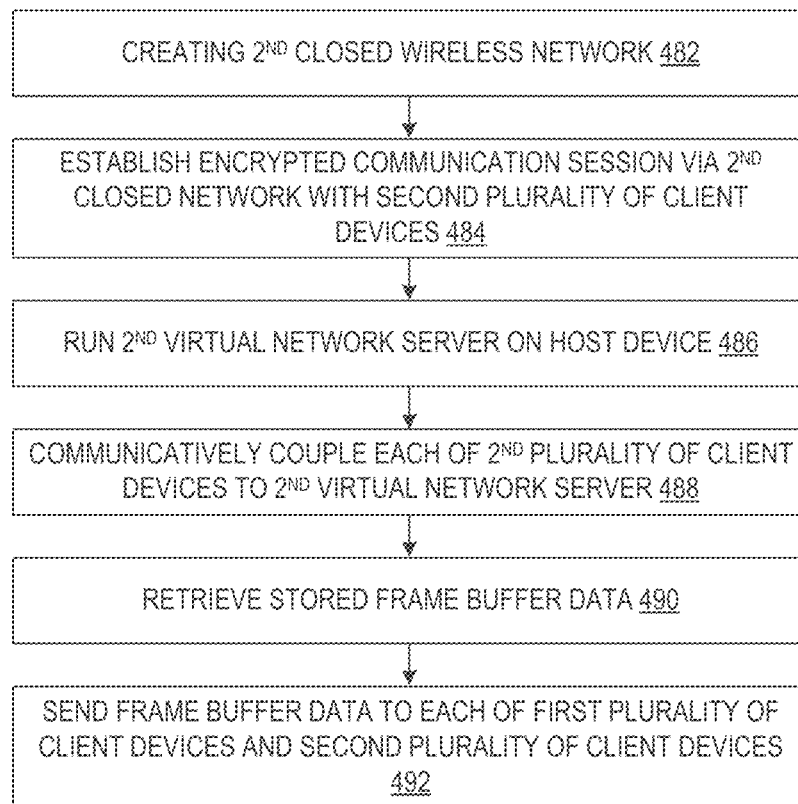 CREATING 2ND CLOSED WIRELESS NETWORK 482
ESTABLISH ENCRYPTED COMMUNICATION SESSION VIA 2ND
CLOSED NETWORK WITH SECOND PLURALITY OF CLIENT
DEVICES 484
RUN 2ND VIRTUAL NETWORK SERVER ON HOST DEVICE 486
COMMUNICATIVELY COUPLE EACH OF 2ND PLURALITY OF CLIENT
DEVICES TO 2ND VIRTUAL NETWORK SERVER 488
RETRIEVE STORED FRAME BUFFER DATA 490
SEND FRAME BUFFER DATA TO EACH OF FIRST PLURALITY OF
CLIENT DEVICES AND SECOND PLURALITY OF CLIENT DEVICES
492